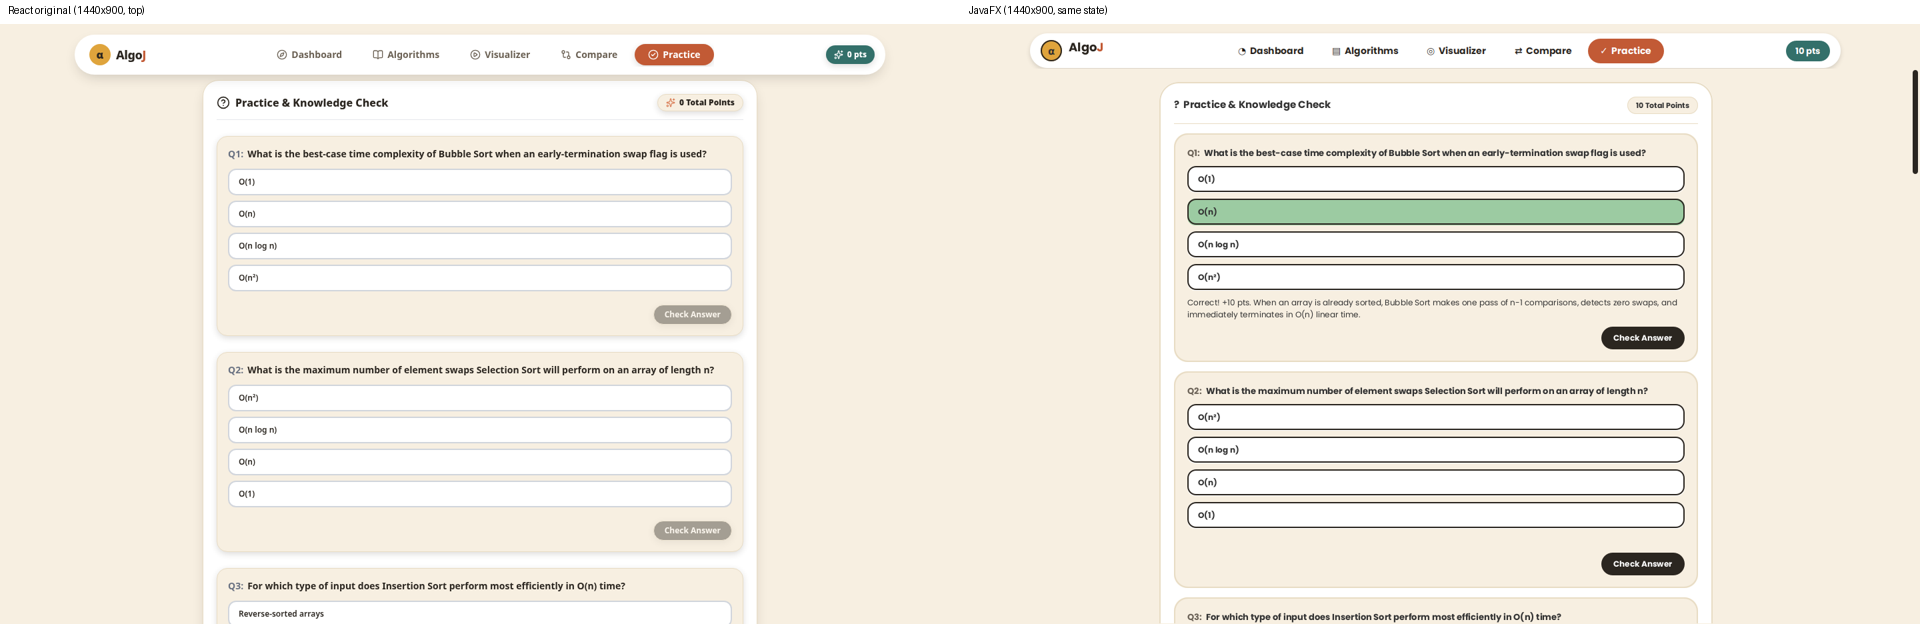 React original (1440x900, top)
α AlgoJ
Dashboard
Algorithms
Visualizer
Compare
Practice
0 pts
Practice & Knowledge Check
0 Total Points
Q1: What is the best-case time complexity of Bubble Sort when an early-termination swap flag is used?
O(1)
O(n)
O(n log n)
O(n²)
Check Answer
Q2: What is the maximum number of element swaps Selection Sort will perform on an array of length n?
O(n²)
O(n log n)
O(n)
O(1)
Check Answer
Q3: For which type of input does Insertion Sort perform most efficiently in O(n) time?
Reverse-sorted arrays
JavaFX (1440x900, same state)
α AlgoJ
Dashboard
Algorithms
Visualizer
Compare
✓ Practice
10 pts
? Practice & Knowledge Check
10 Total Points
Q1: What is the best-case time complexity of Bubble Sort when an early-termination swap flag is used?
O(1)
O(n)
O(n log n)
O(n²)
Correct! +10 pts. When an array is already sorted, Bubble Sort makes one pass of n-1 comparisons, detects zero swaps, and
immediately terminates in O(n) linear time.
Check Answer
Q2: What is the maximum number of element swaps Selection Sort will perform on an array of length n?
O(n²)
O(n log n)
O(n)
O(1)
Check Answer
Q3: For which type of input does Insertion Sort perform most efficiently in O(n) time?